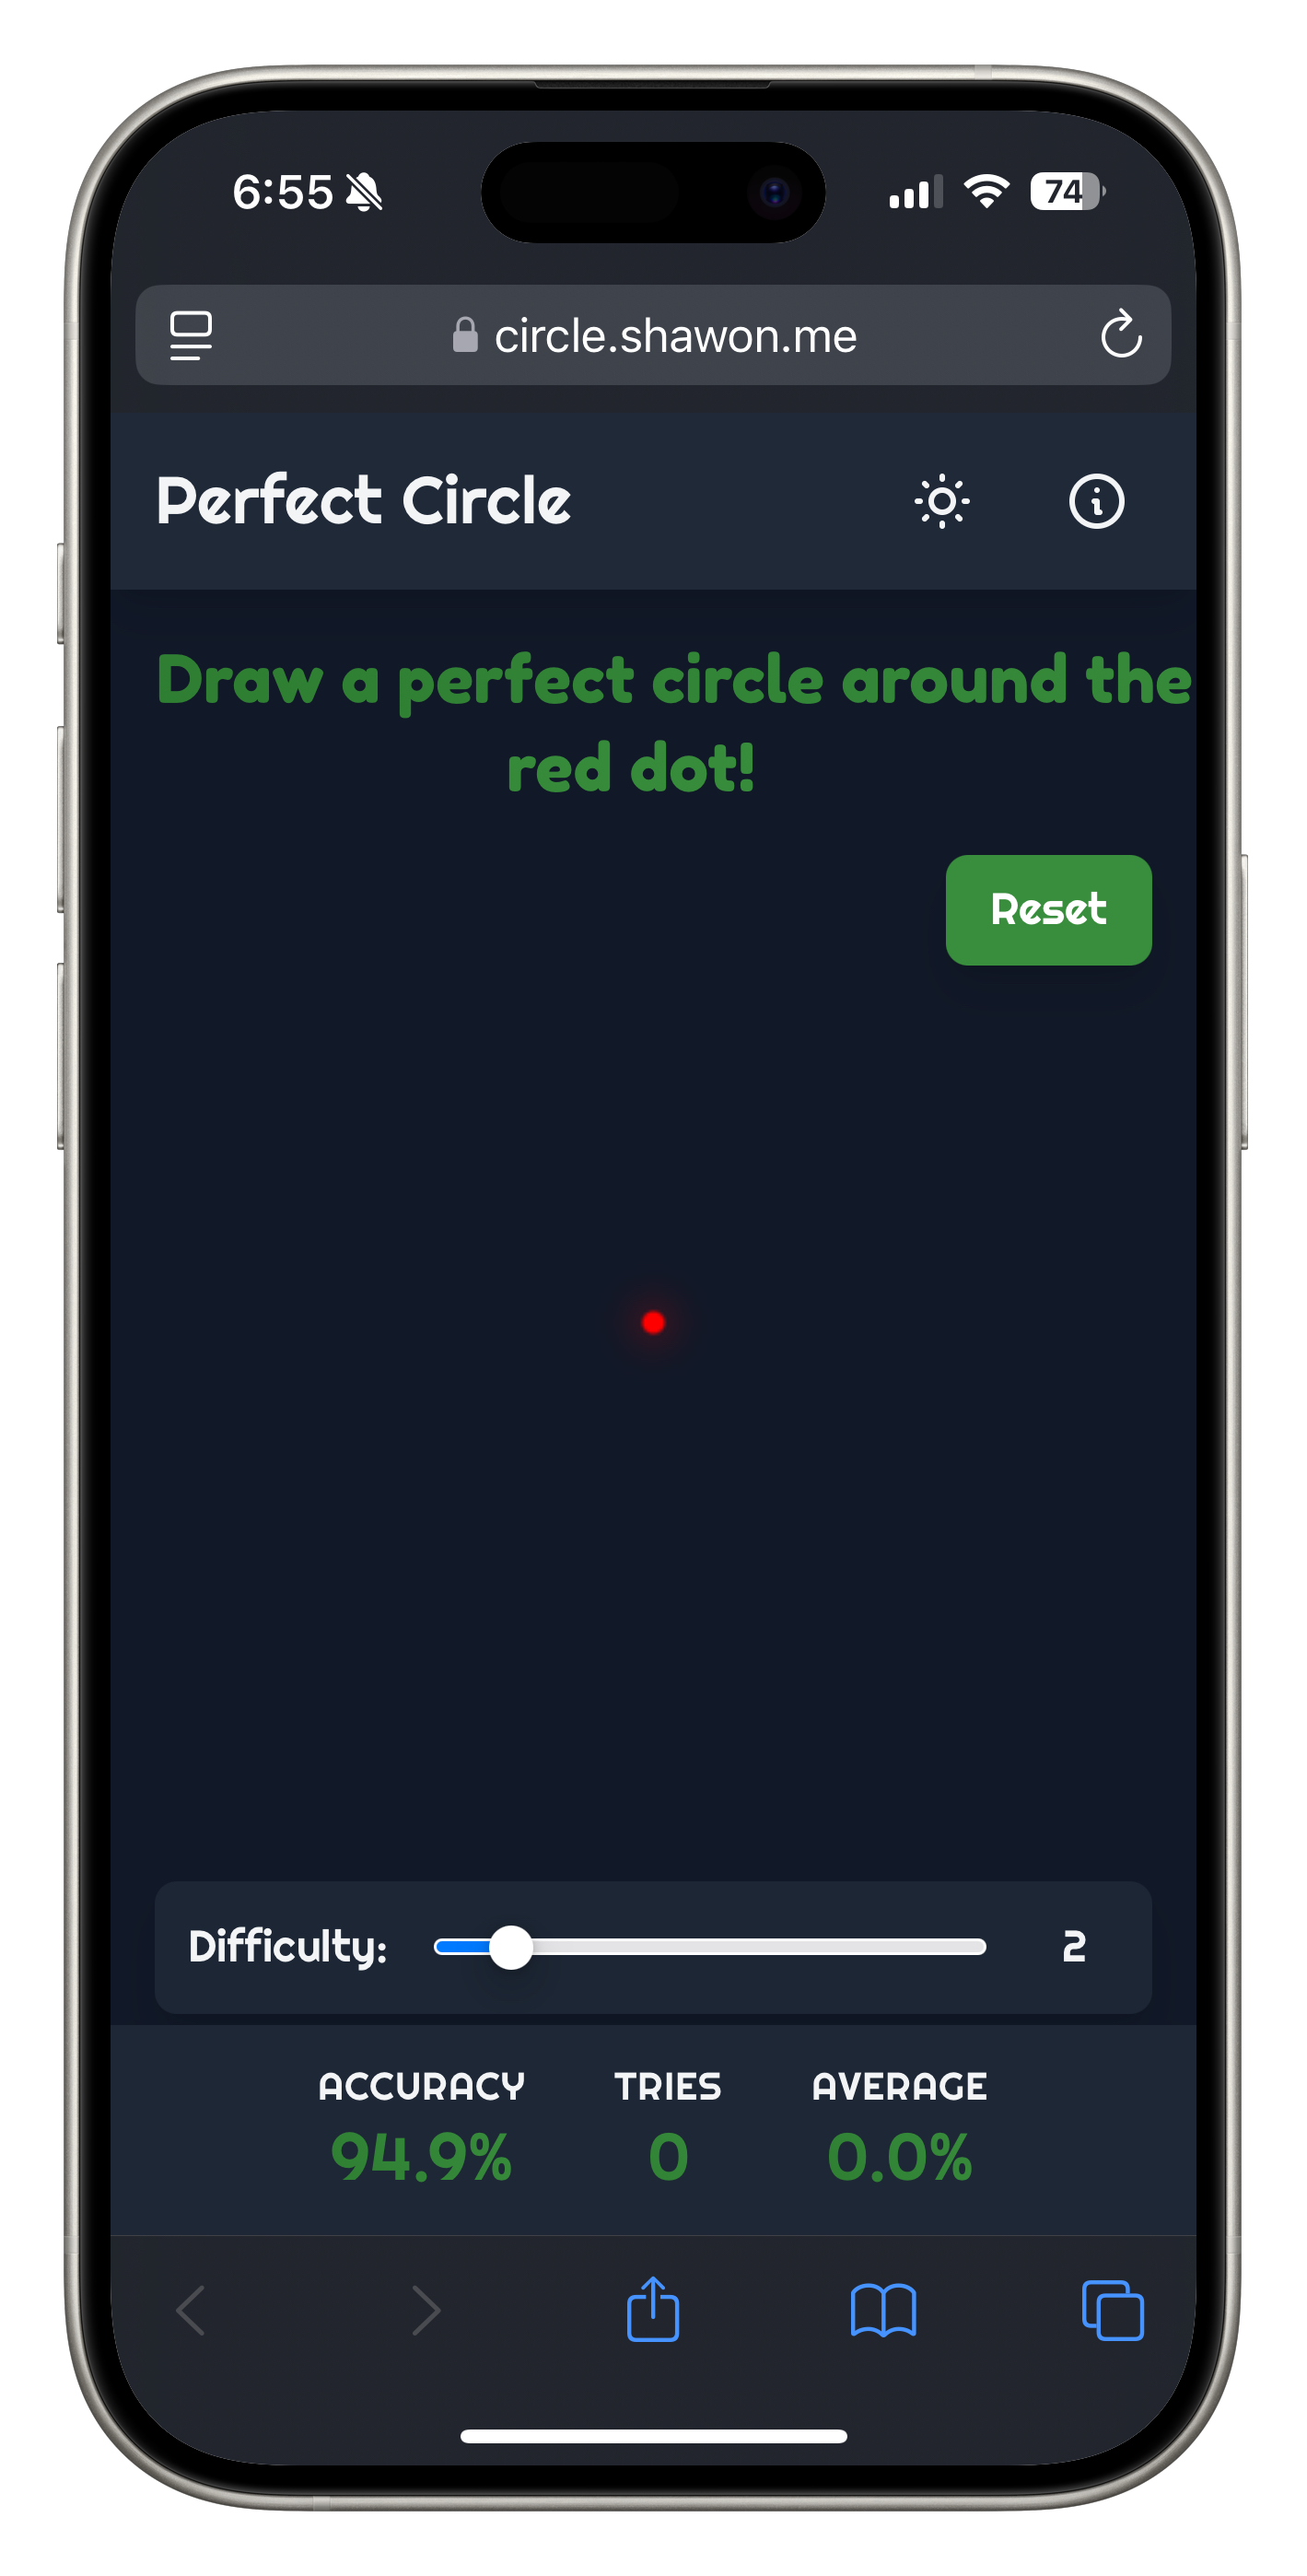 6:55
74
circle.shawon.me
Perfect Circle
Draw a perfect circle around the
red dot!
Reset
Difficulty: 2
ACCURACY TRIES AVERAGE
94.9% 0 0.0%